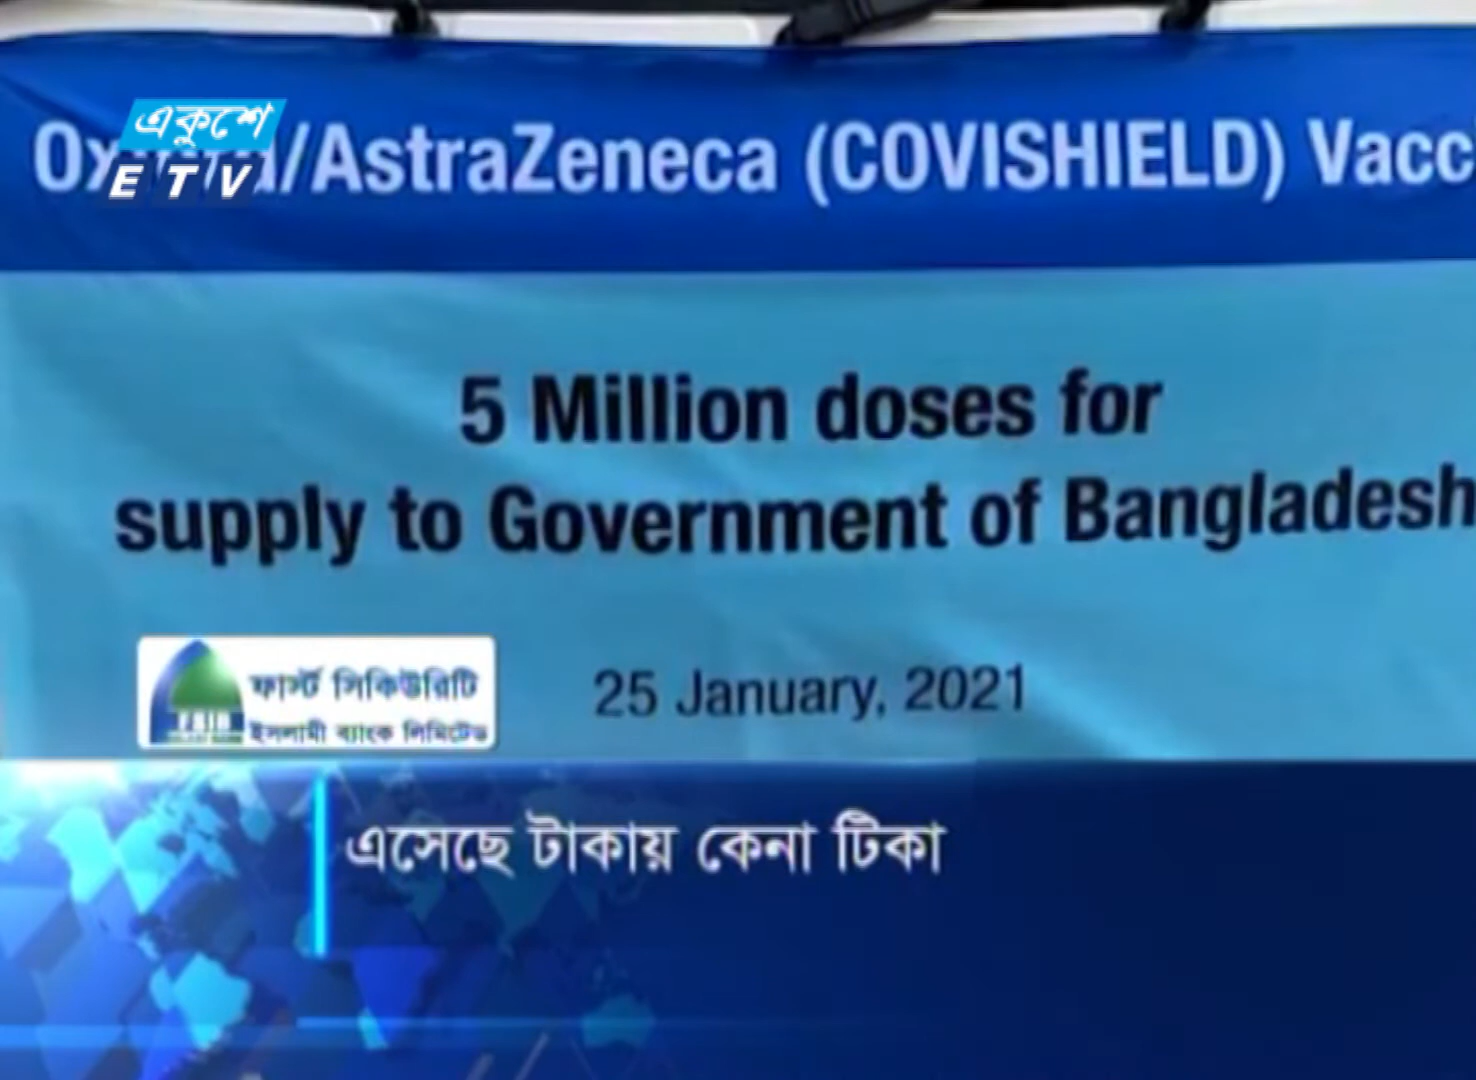 একুশে
ETV
/AstraZeneca (COVISHIELD) Vacc
5 Million doses for
supply to Government of Bangladesh
ফার্স্ট সিকিউরিটি
ইসলামী ব্যাংক লিমিটেড
25 January, 2021
এসেছে টাকায় কেনা টিকা